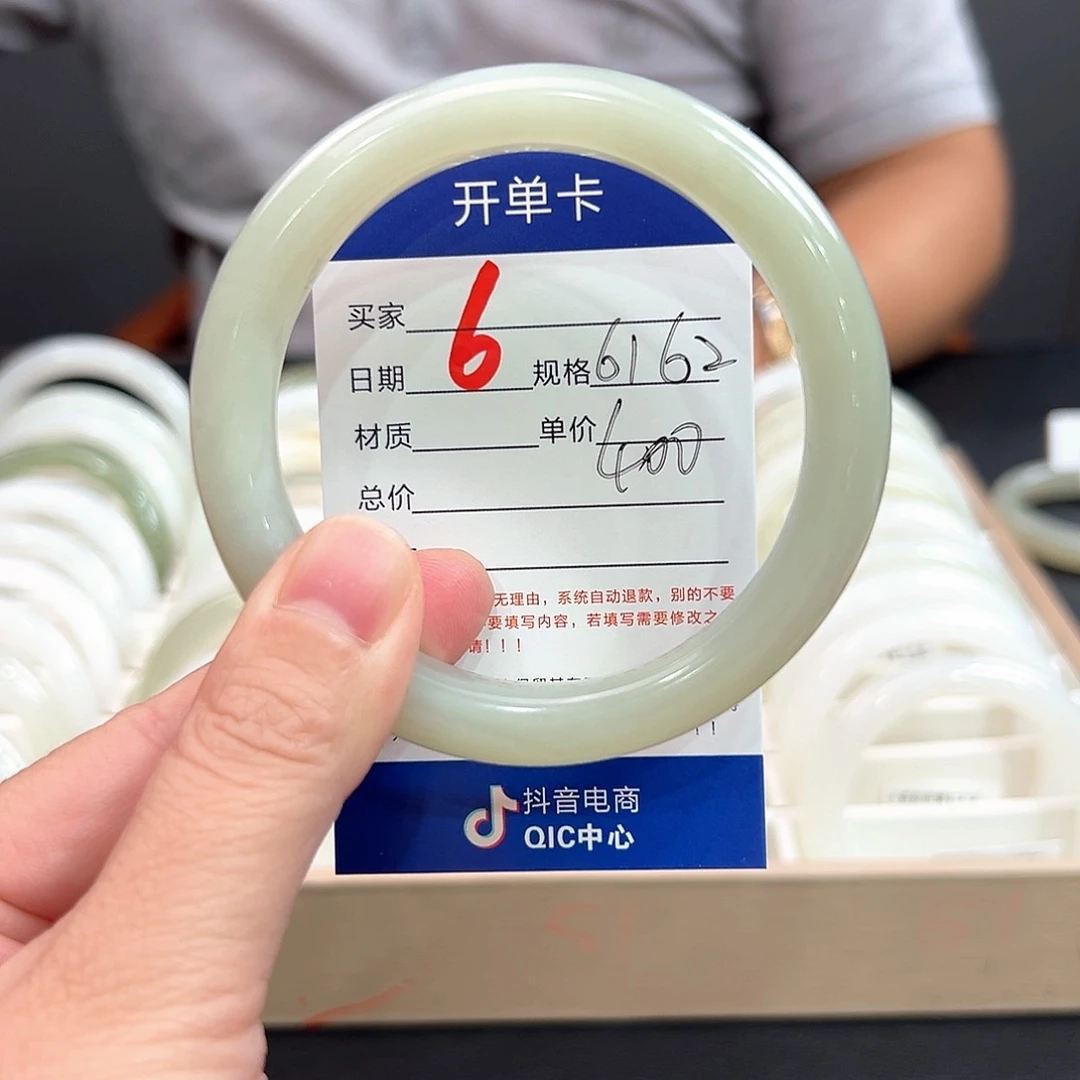 开单卡
买家 6
日期 规格 61 62
材质 单价 400
总价
无理由，系统自动退款，别的不要
要填写内容，若填写需要修改之
请！！！
抖音电商
QIC中心